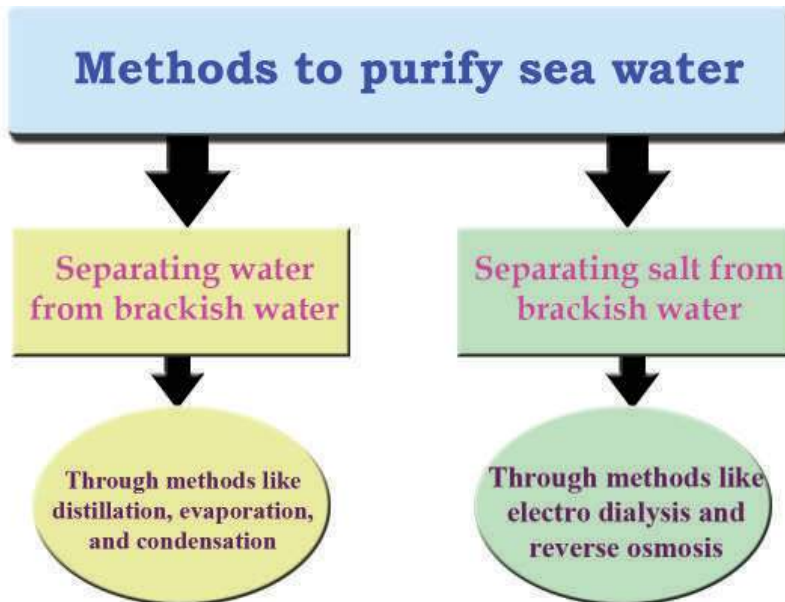 Methods to purify sea water
Separating water
from brackish water
Separating salt from
brackish water
Through methods like
distillation, evaporation,
and condensation
Through methods like
electro dialysis and
reverse osmosis